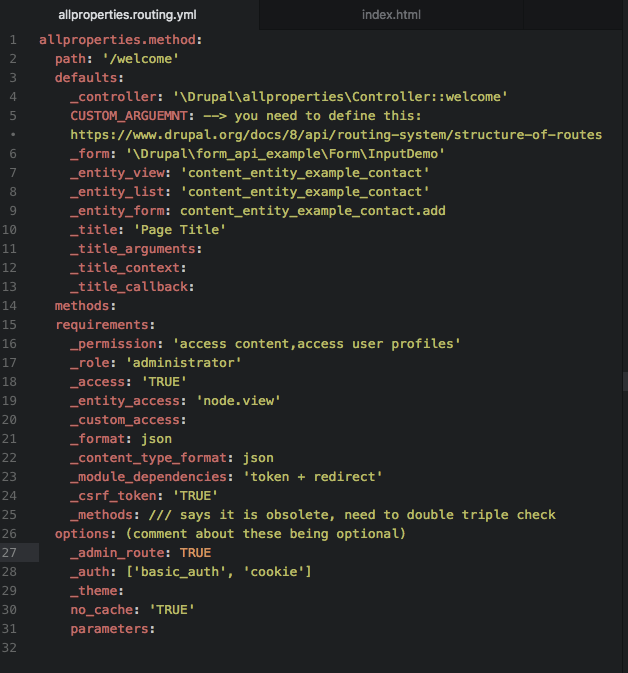 allproperties.routing.yml
index.html
1 allproperties.method:
2 path: '/welcome'
3 defaults:
4 _controller: '\Drupal\allproperties\Controller::welcome'
5 CUSTOM_ARGUEMNT: --> you need to define this:
• https://www.drupal.org/docs/8/api/routing-system/structure-of-routes
6 _form: '\Drupal\form_api_example\Form\InputDemo'
7 _entity_view: 'content_entity_example_contact'
8 _entity_list: 'content_entity_example_contact'
9 _entity_form: content_entity_example_contact.add
10 _title: 'Page Title'
11 _title_arguments:
12 _title_context:
13 _title_callback:
14 methods:
15 requirements:
16 _permission: 'access content,access user profiles'
17 _role: 'administrator'
18 _access: 'TRUE'
19 _entity_access: 'node.view'
20 _custom_access:
21 _format: json
22 _content_type_format: json
23 _module_dependencies: 'token + redirect'
24 _csrf_token: 'TRUE'
25 _methods: /// says it is obsolete, need to double triple check
26 options: (comment about these being optional)
27 _admin_route: TRUE
28 _auth: ['basic_auth', 'cookie']
29 _theme:
30 no_cache: 'TRUE'
31 parameters:
32